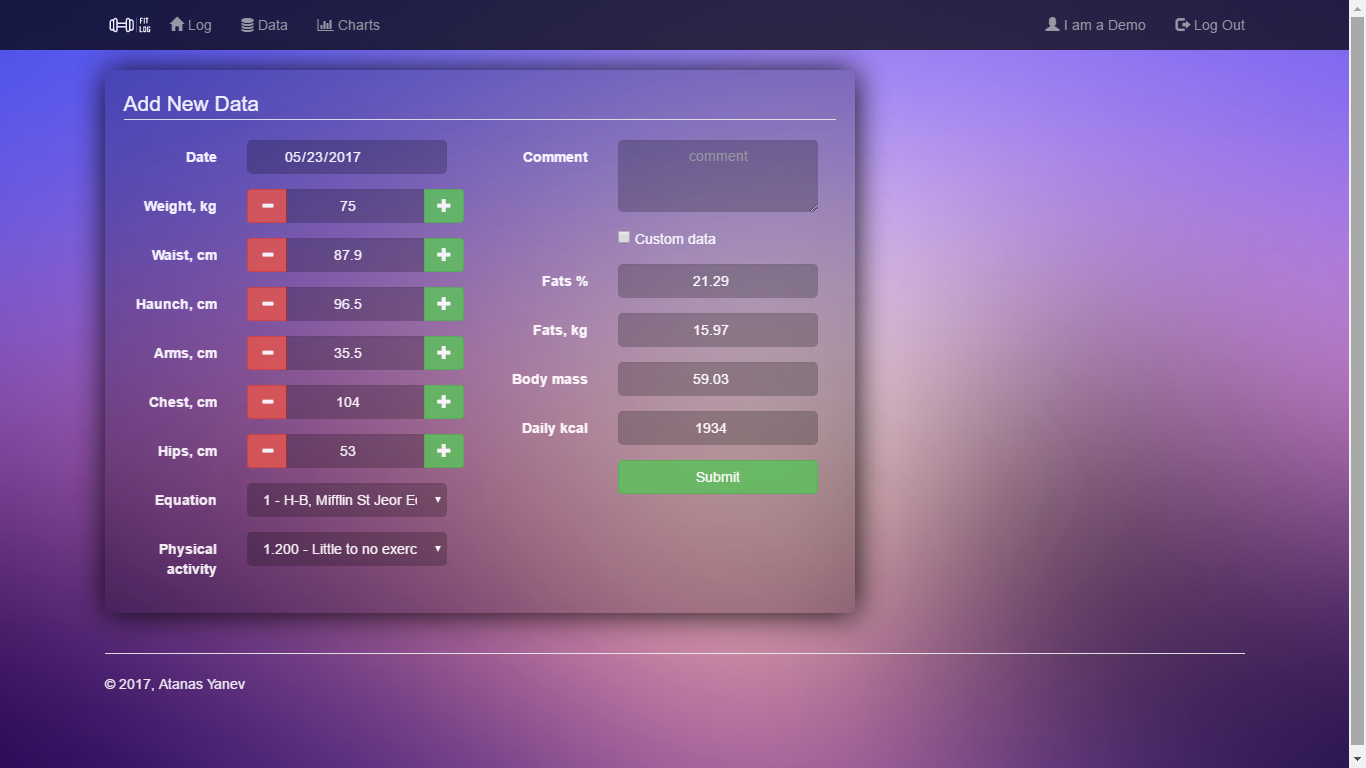 FIT
LOG
Log
Data
Charts
I am a Demo
Log Out
Add New Data
Date
05/23/2017
Weight, kg
75
Waist, cm
87.9
Haunch, cm
96.5
Arms, cm
35.5
Chest, cm
104
Hips, cm
53
Equation
1 - H-B, Mifflin St Jeor
Physical
activity
1.200 - Little to no exerc
Comment
comment
Custom data
Fats %
21.29
Fats, kg
15.97
Body mass
59.03
Daily kcal
1934
Submit
© 2017, Atanas Yanev